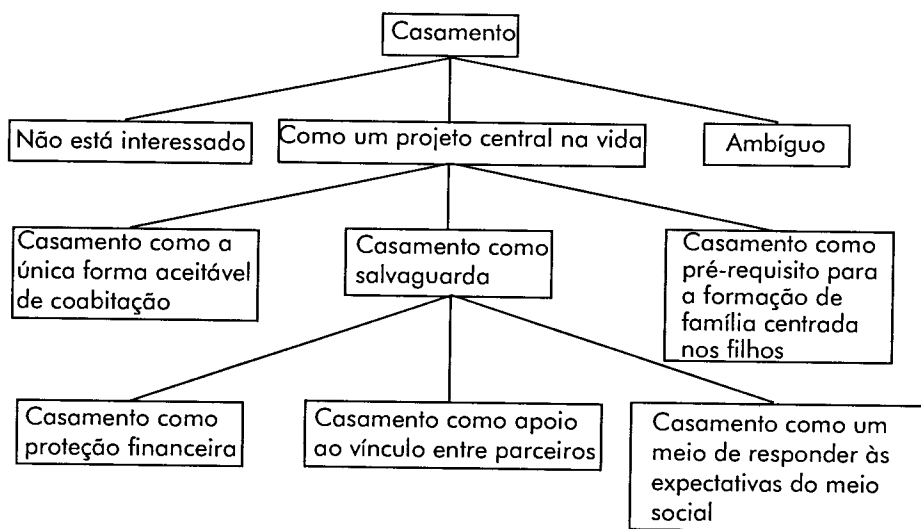 Casamento
Não está interessado
Como um projeto central na vida
Ambíguo
Casamento como a
única forma aceitável
de coabitação
Casamento como
salvaguarda
Casamento como
pré-requisito para
a formação de
família centrada
nos filhos
Casamento como
proteção financeira
Casamento como apoio
ao vínculo entre parceiros
Casamento como um
meio de responder às
expectativas do meio
social